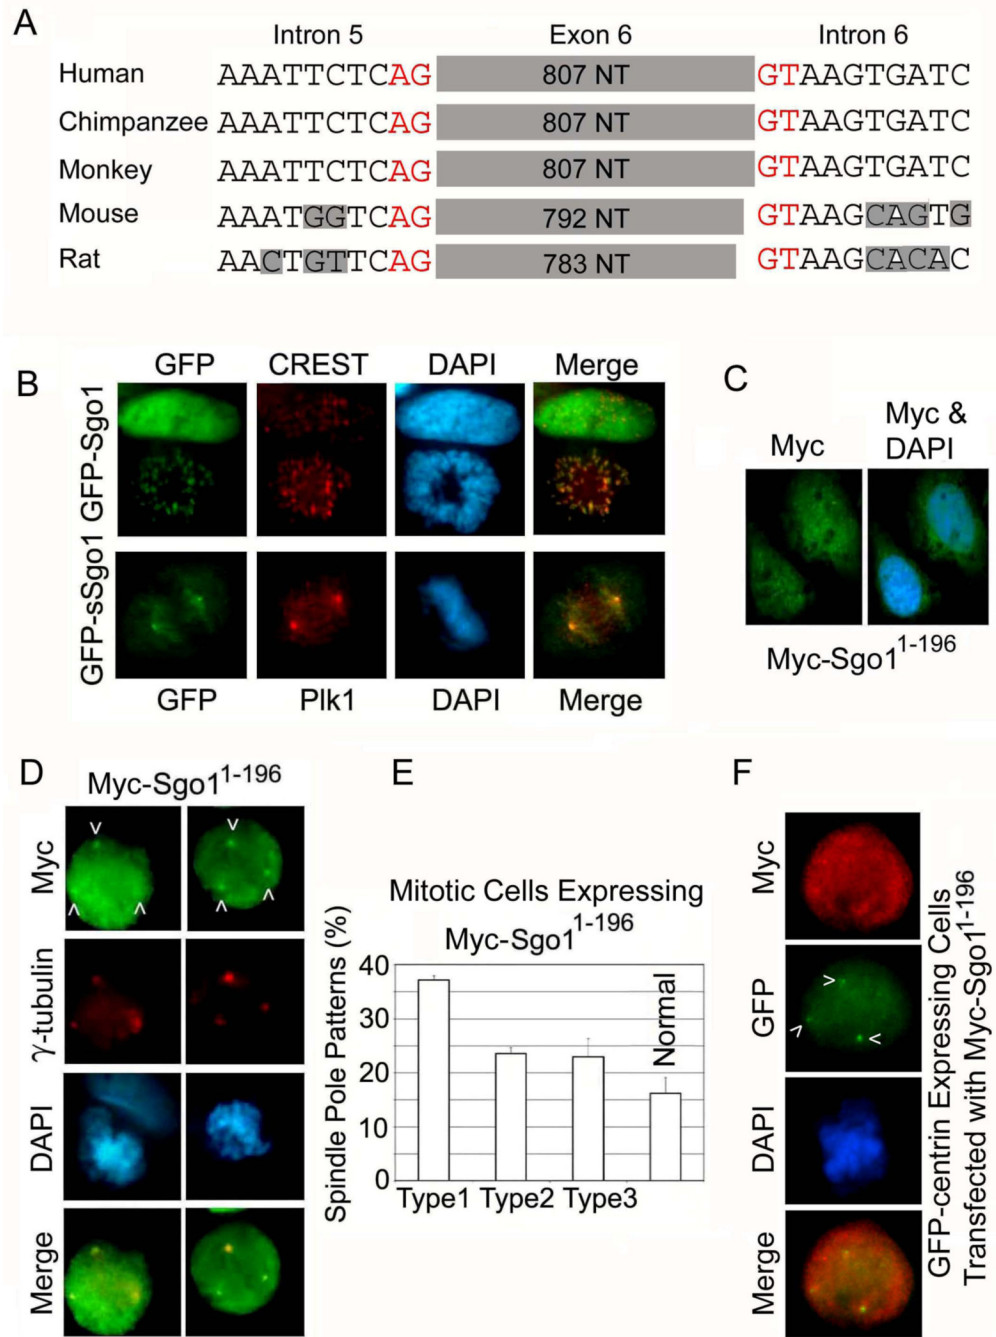 A
Intron 5 Exon 6 Intron 6
Human AAATTCTCAG 807 NT GTAAGTGATC
Chimpanzee AAATTCTCAG 807 NT GTAAGTGATC
Monkey AAATTCTCAG 807 NT GTAAGTGATC
Mouse AAATGGTCAG 792 NT GTAAGCAGTG
Rat AACTGTTCAG 783 NT GTAAGCACAC
B
GFP CREST DAPI Merge
GFP-Sgo1
GFP-sSgo1
GFP Plk1 DAPI Merge
C
Myc
Myc &
DAPI
Myc-Sgo1 1-196
D
Myc-Sgo1 1-196
Myc
γ-tubulin
DAPI
Merge
E
Mitotic Cells Expressing
Myc-Sgo1 1-196
Spindle Pole Patterns (%)
40
30
20
10
0
Normal
Type1 Type2 Type3
F
Myc
GFP
DAPI
Merge
GFP-centrin Expressing Cells
Transfected with Myc-Sgo1 1-196